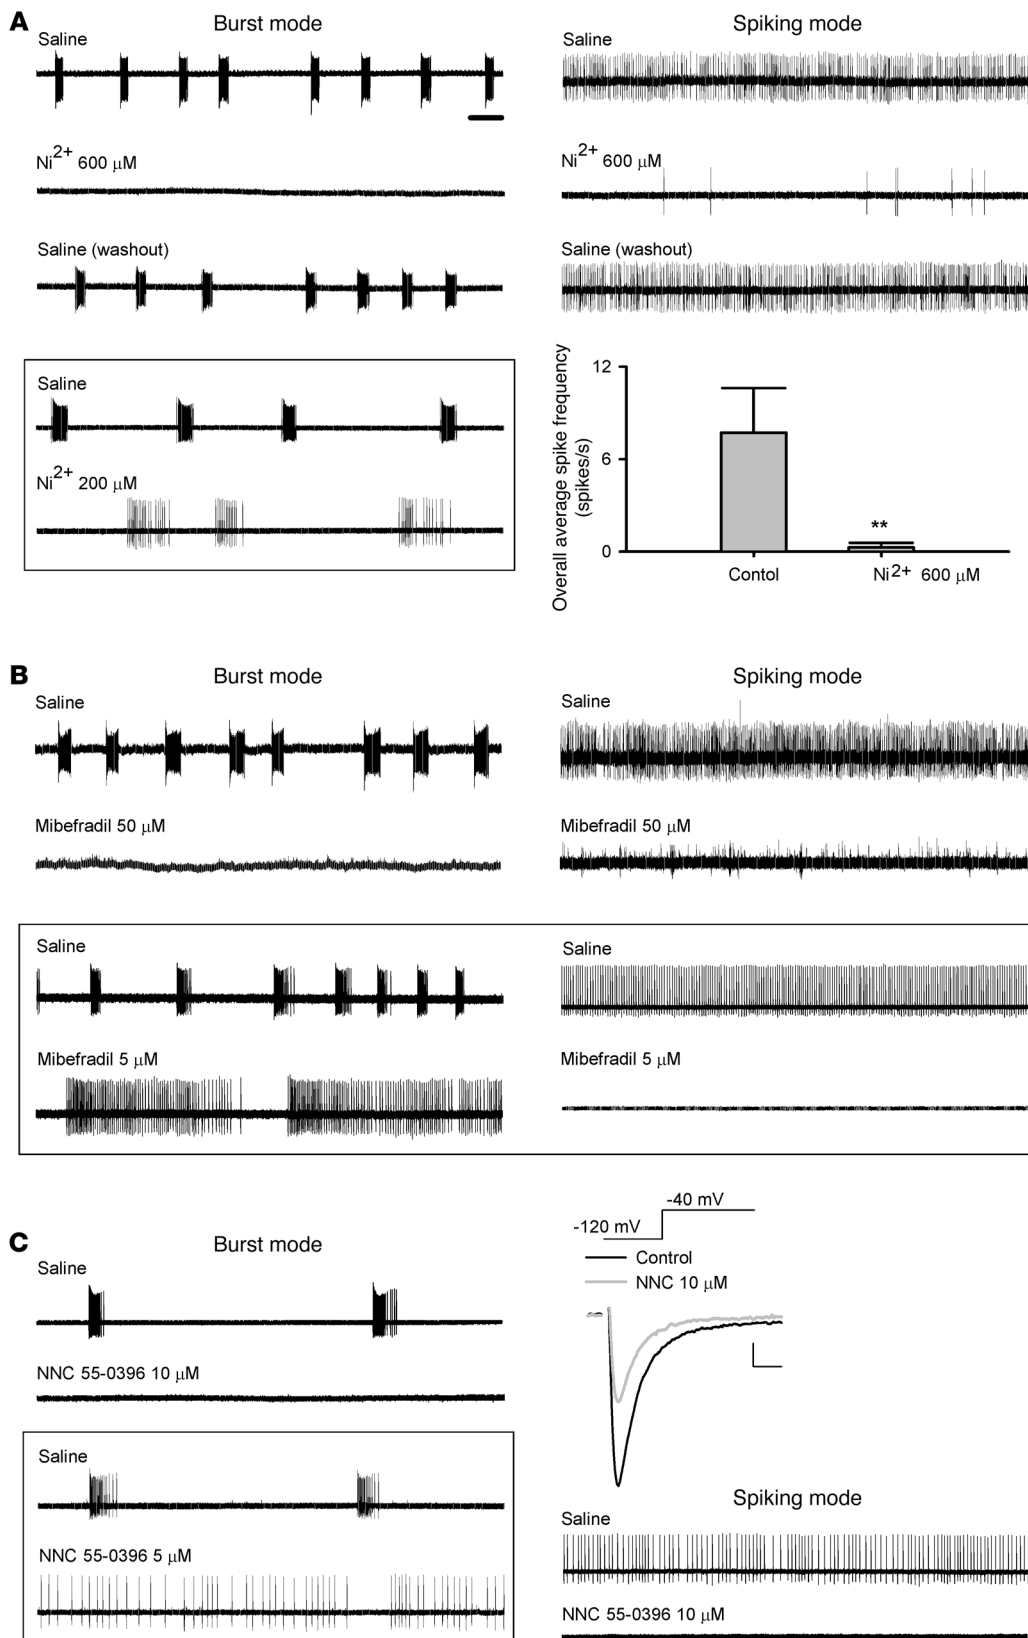 A
Burst mode
Spiking mode
Saline
Saline
Ni2+ 600 μM
Ni2+ 600 μM
Saline (washout)
Saline (washout)
Saline
Ni2+ 200 μM
Overall average spike frequency
(spikes/s)
12
6
0
**
Contol
Ni2+ 600 μM
B
Burst mode
Spiking mode
Saline
Saline
Mibefradil 50 μM
Mibefradil 50 μM
Saline
Saline
Mibefradil 5 μM
Mibefradil 5 μM
C
Burst mode
Saline
NNC 55-0396 10 μM
Saline
NNC 55-0396 5 μM
-40 mV
-120 mV
Control
NNC 10 μM
Spiking mode
Saline
NNC 55-0396 10 μM